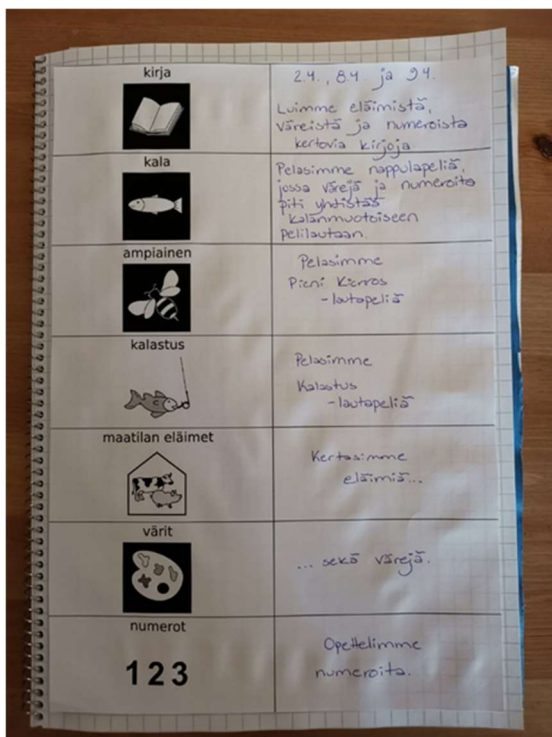 kirja
2.4., 8.4 ja 9.4.
Luimme eläimistä,
väreistä ja numeroista
kertovia kirjoja
kala
Pelasimme nappulapeliä,
jossa värejä ja numeroita
piti yhdistää
kalanmuotoiseen
pelilautaan.
ampiainen
Pelasimme
Pieni Kierros
-lautapeliä
kalastus
Pelasimme
Kalastus
-lautapeliä
maatilan eläimet
Kertasimme
eläimiä...
värit
... sekä värejä.
numerot
123
Opettelimme
numeroita.